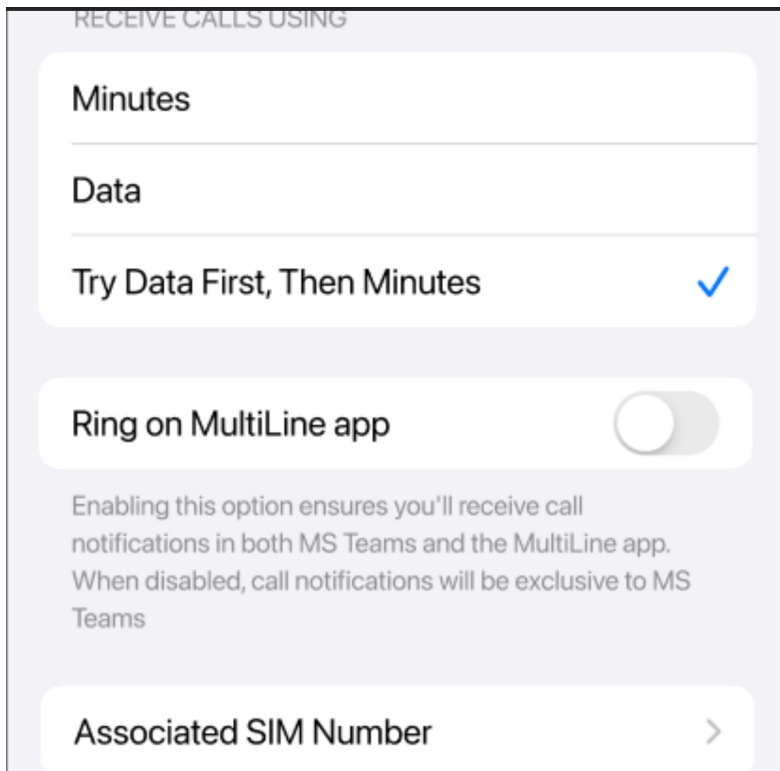 RECEIVE CALLS USING
Minutes
Data
Try Data First, Then Minutes
Ring on MultiLine app
Enabling this option ensures you'll receive call
notifications in both MS Teams and the MultiLine app.
When disabled, call notifications will be exclusive to MS
Teams
Associated SIM Number